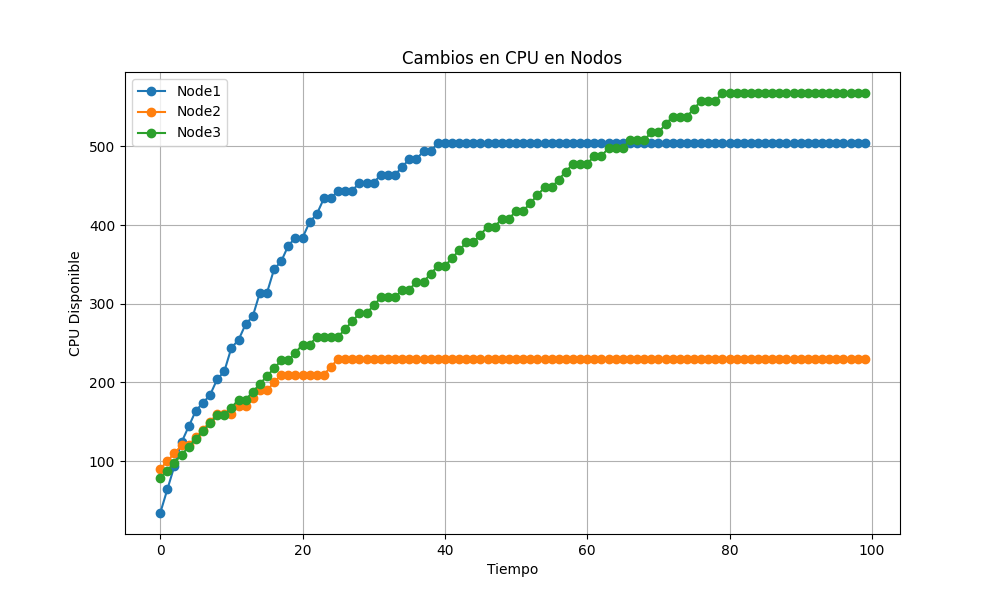 Cambios en CPU en Nodos
Node1
Node2
Node3
CPU Disponible
500
400
300
200
100
0 20 40 60 80 100
Tiempo